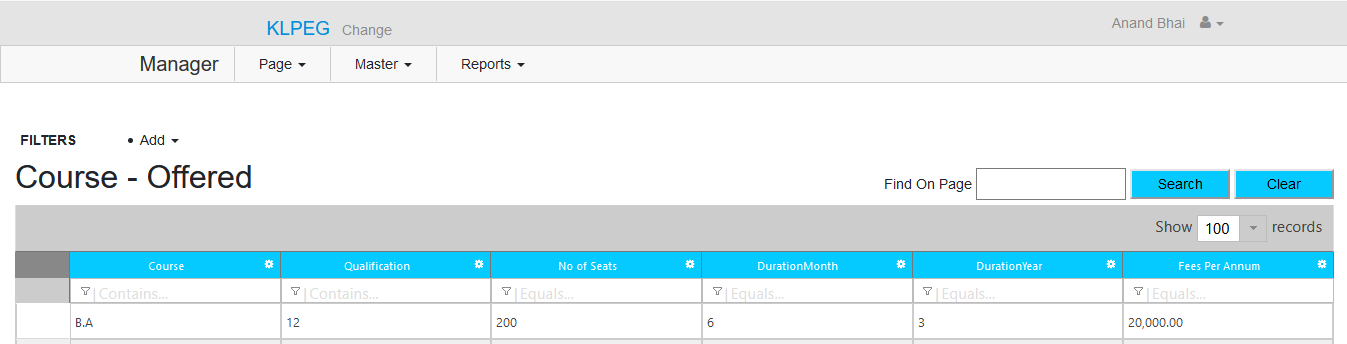 KLPEG Change Anand Bhai
Manager Page Master Reports
FILTERS • Add
Course - Offered Find On Page Search Clear
Show 100 records
Course Qualification No of Seats DurationMonth DurationYear Fees Per Annum
Contains... Contains... Equals... Equals... Equals... Equals...
B.A 12 200 6 3 20,000.00